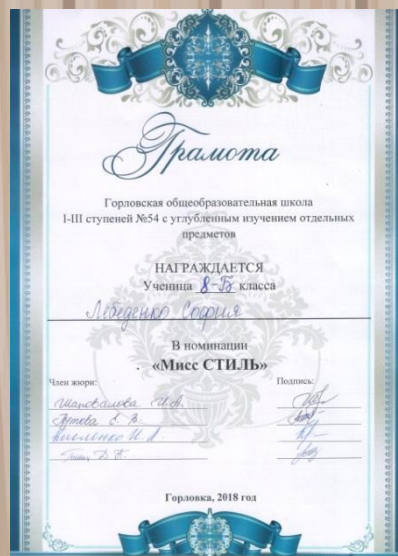 Грамота
Горловская общеобразовательная школа
I-III ступеней №54 с углубленным изучением отдельных
предметов
НАГРАЖДАЕТСЯ
Ученица 8-Б класса
Лебеденко София
В номинации
«Мисс СТИЛЬ»
Член жюри: Подпись:
Шаповалова И.А.
Горловка, 2018 год